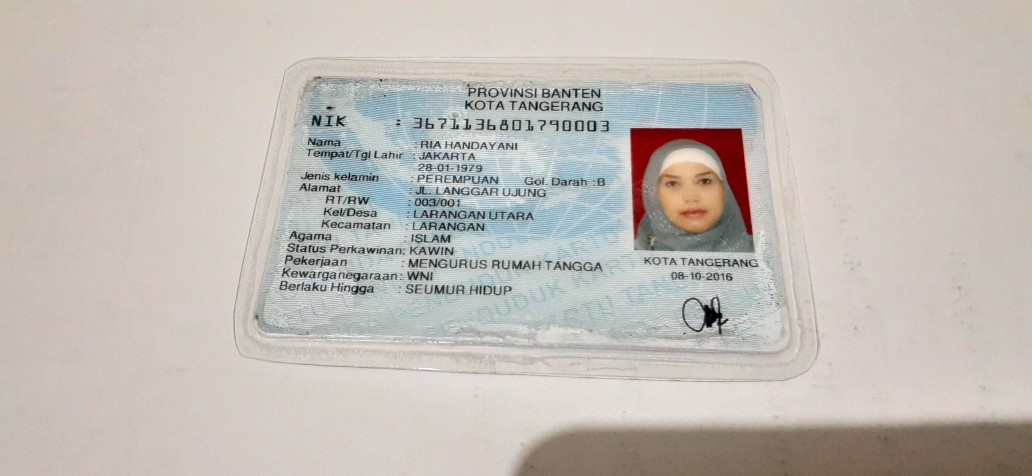 PROVINSI BANTEN
KOTA TANGERANG
NIK : 3671136801790003
Nama : RIA HANDAYANI
Tempat/Tgl Lahir : JAKARTA
28-01-1979
Jenis kelamin : PEREMPUAN Gol. Darah :B
Alamat : JL. LANGGAR UJUNG
RT/RW : 003/001
Kel/Desa : LARANGAN UTARA
Kecamatan : LARANGAN
Agama : ISLAM
Status Perkawinan: KAWIN
Pekerjaan : MENGURUS RUMAH TANGGA
Kewarganegaraan: WNI
Berlaku Hingga : SEUMUR HIDUP
KOTA TANGERANG
08-10-2016